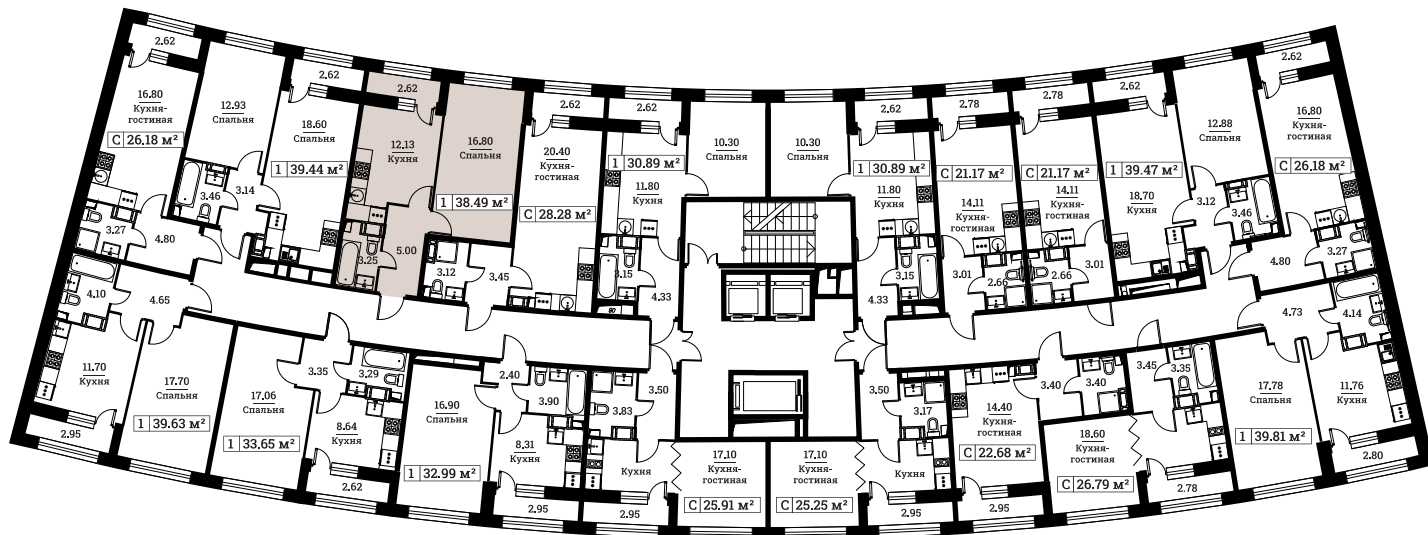 2.62
16.80
Кухня-
гостиная
С 26.18 м²
3.27
4.80
12.93
Спальня
3.46
3.14
2.62
18.60
Спальня
1 39.44 м²
2.62
12.13
Кухня
16.80
Спальня
1 38.49 м²
5.00
3.25
2.62
20.40
Кухня-
гостиная
С 28.28 м²
3.12
3.45
2.62
1 30.89 м²
11.80
Кухня
10.30
Спальня
3.15
4.33
10.30
Спальня
2.62
1 30.89 м²
11.80
Кухня
3.15
4.33
2.78
С 21.17 м²
14.11
Кухня-
гостиная
3.01
2.66
2.78
С 21.17 м²
14.11
Кухня-
гостиная
2.66
3.01
2.62
1 39.47 м²
18.70
Кухня
12.88
Спальня
3.12
3.46
2.62
16.80
Кухня-
гостиная
С 26.18 м²
4.80
3.27
4.10
4.65
11.70
Кухня
2.95
17.70
Спальня
1 39.63 м²
17.06
Спальня
1 33.65 м²
3.35
3.29
8.64
Кухня
2.62
16.90
Спальня
1 32.99 м²
2.40
3.90
8.31
Кухня
2.95
3.83
3.50
Кухня
2.95
17.10
Кухня-
гостиная
С 25.91 м²
17.10
Кухня-
гостиная
С 25.25 м²
3.50
3.17
Кухня
2.95
14.40
Кухня-
гостиная
С 22.68 м²
2.95
3.40
3.40
18.60
Кухня-
гостиная
С 26.79 м²
3.45
3.35
2.78
17.78
Спальня
1 39.81 м²
4.73
4.14
11.76
Кухня
2.80